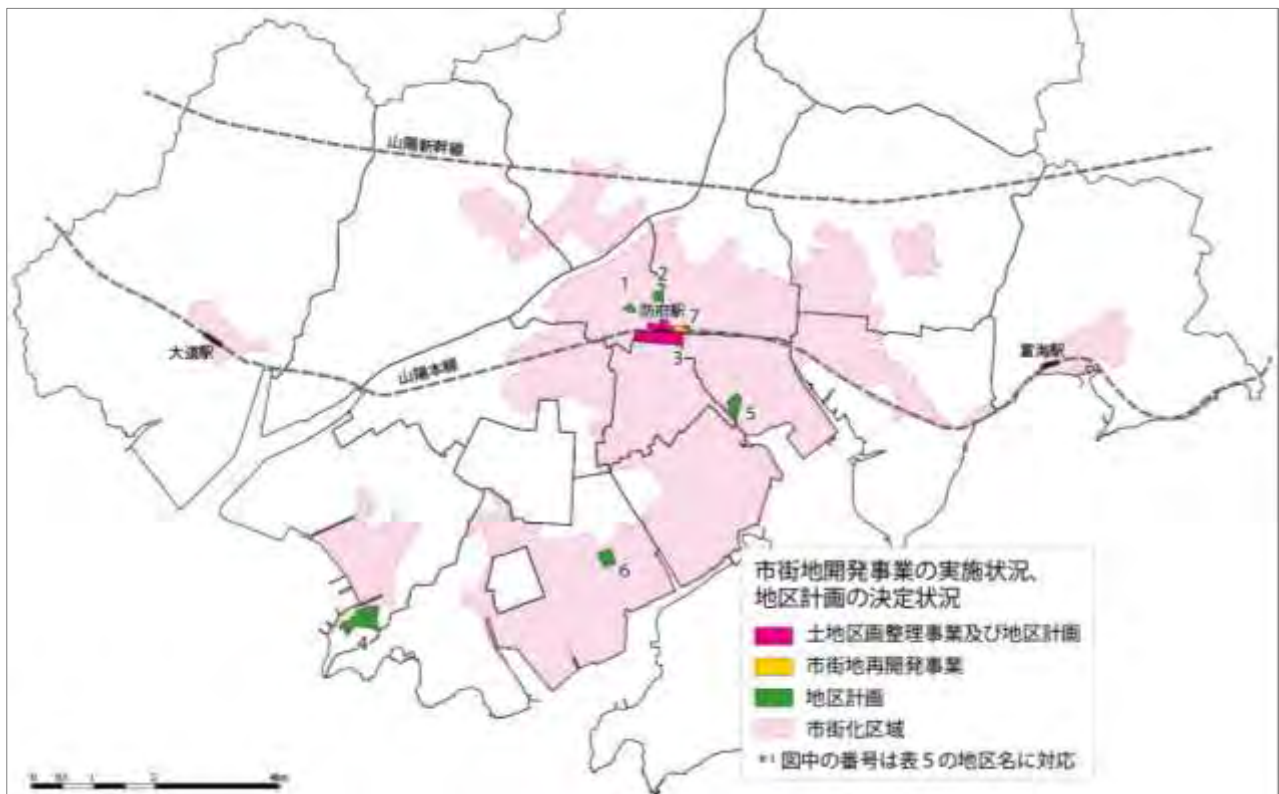 山陽新幹線
2
1
防府駅
7
大道駅
山陽本線
3
富海駅
5
6
4
市街地開発事業の実施状況、
地区計画の決定状況
土地区画整理事業及び地区計画
市街地再開発事業
地区計画
市街化区域
図中の番号は表5の地区名に対応